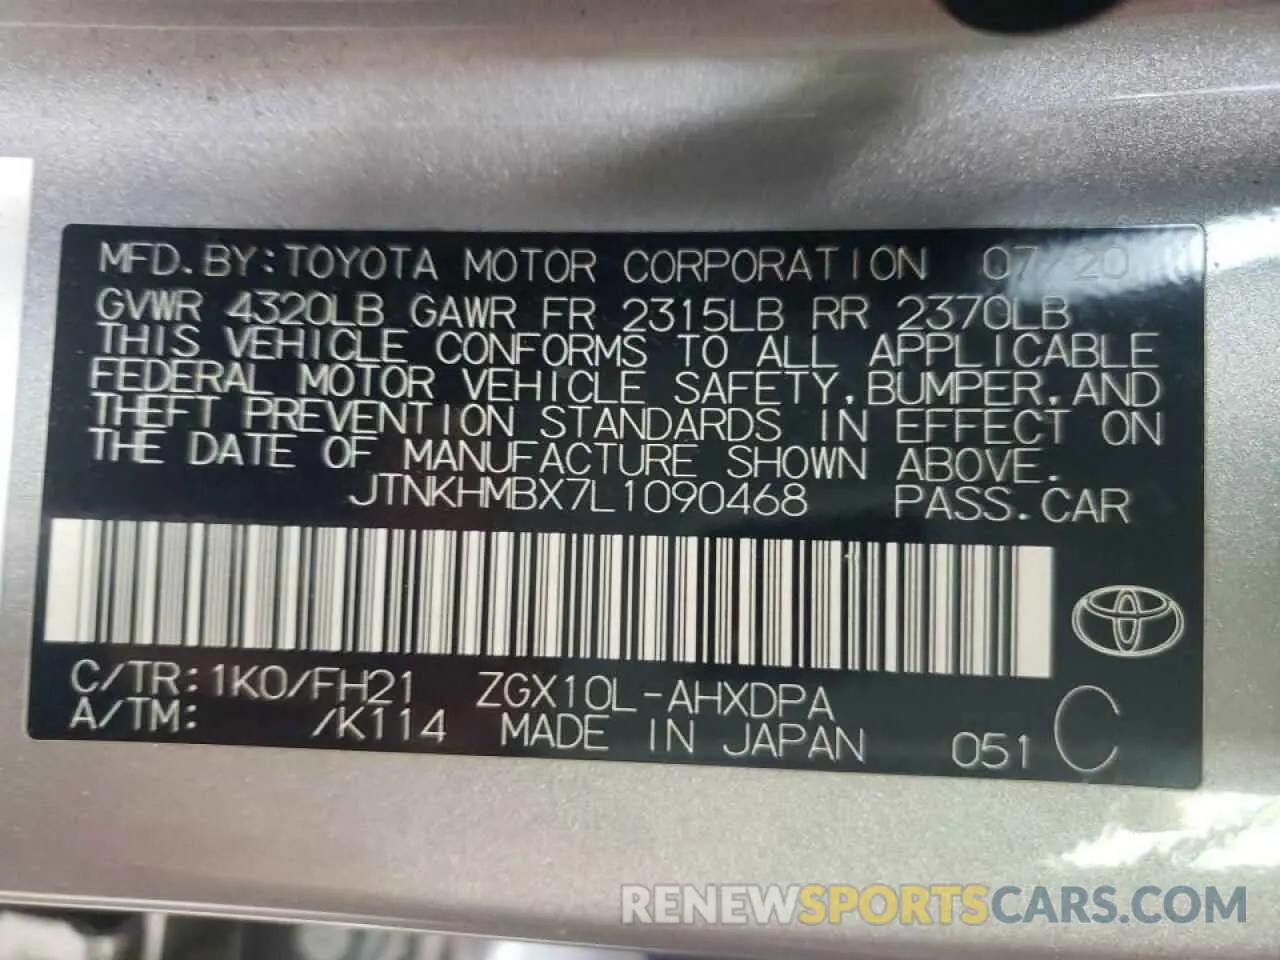 MFD.BY:TOYOTA MOTOR CORPORATION 07/20
GVWR 4320LB GAWR FR 2315LB RR 2370LB
THIS VEHICLE CONFORMS TO ALL APPLICABLE
FEDERAL MOTOR VEHICLE SAFETY,BUMPER,AND
THEFT PREVENTION STANDARDS IN EFFECT ON
THE DATE OF MANUFACTURE SHOWN ABOVE.
JTNKHMBX7L1090468 PASS.CAR
C/TR:1K0/FH21 ZGX10L-AHXDPA
A/TM: /K114 MADE IN JAPAN 051 C
RENEWSPORTSCARS.COM